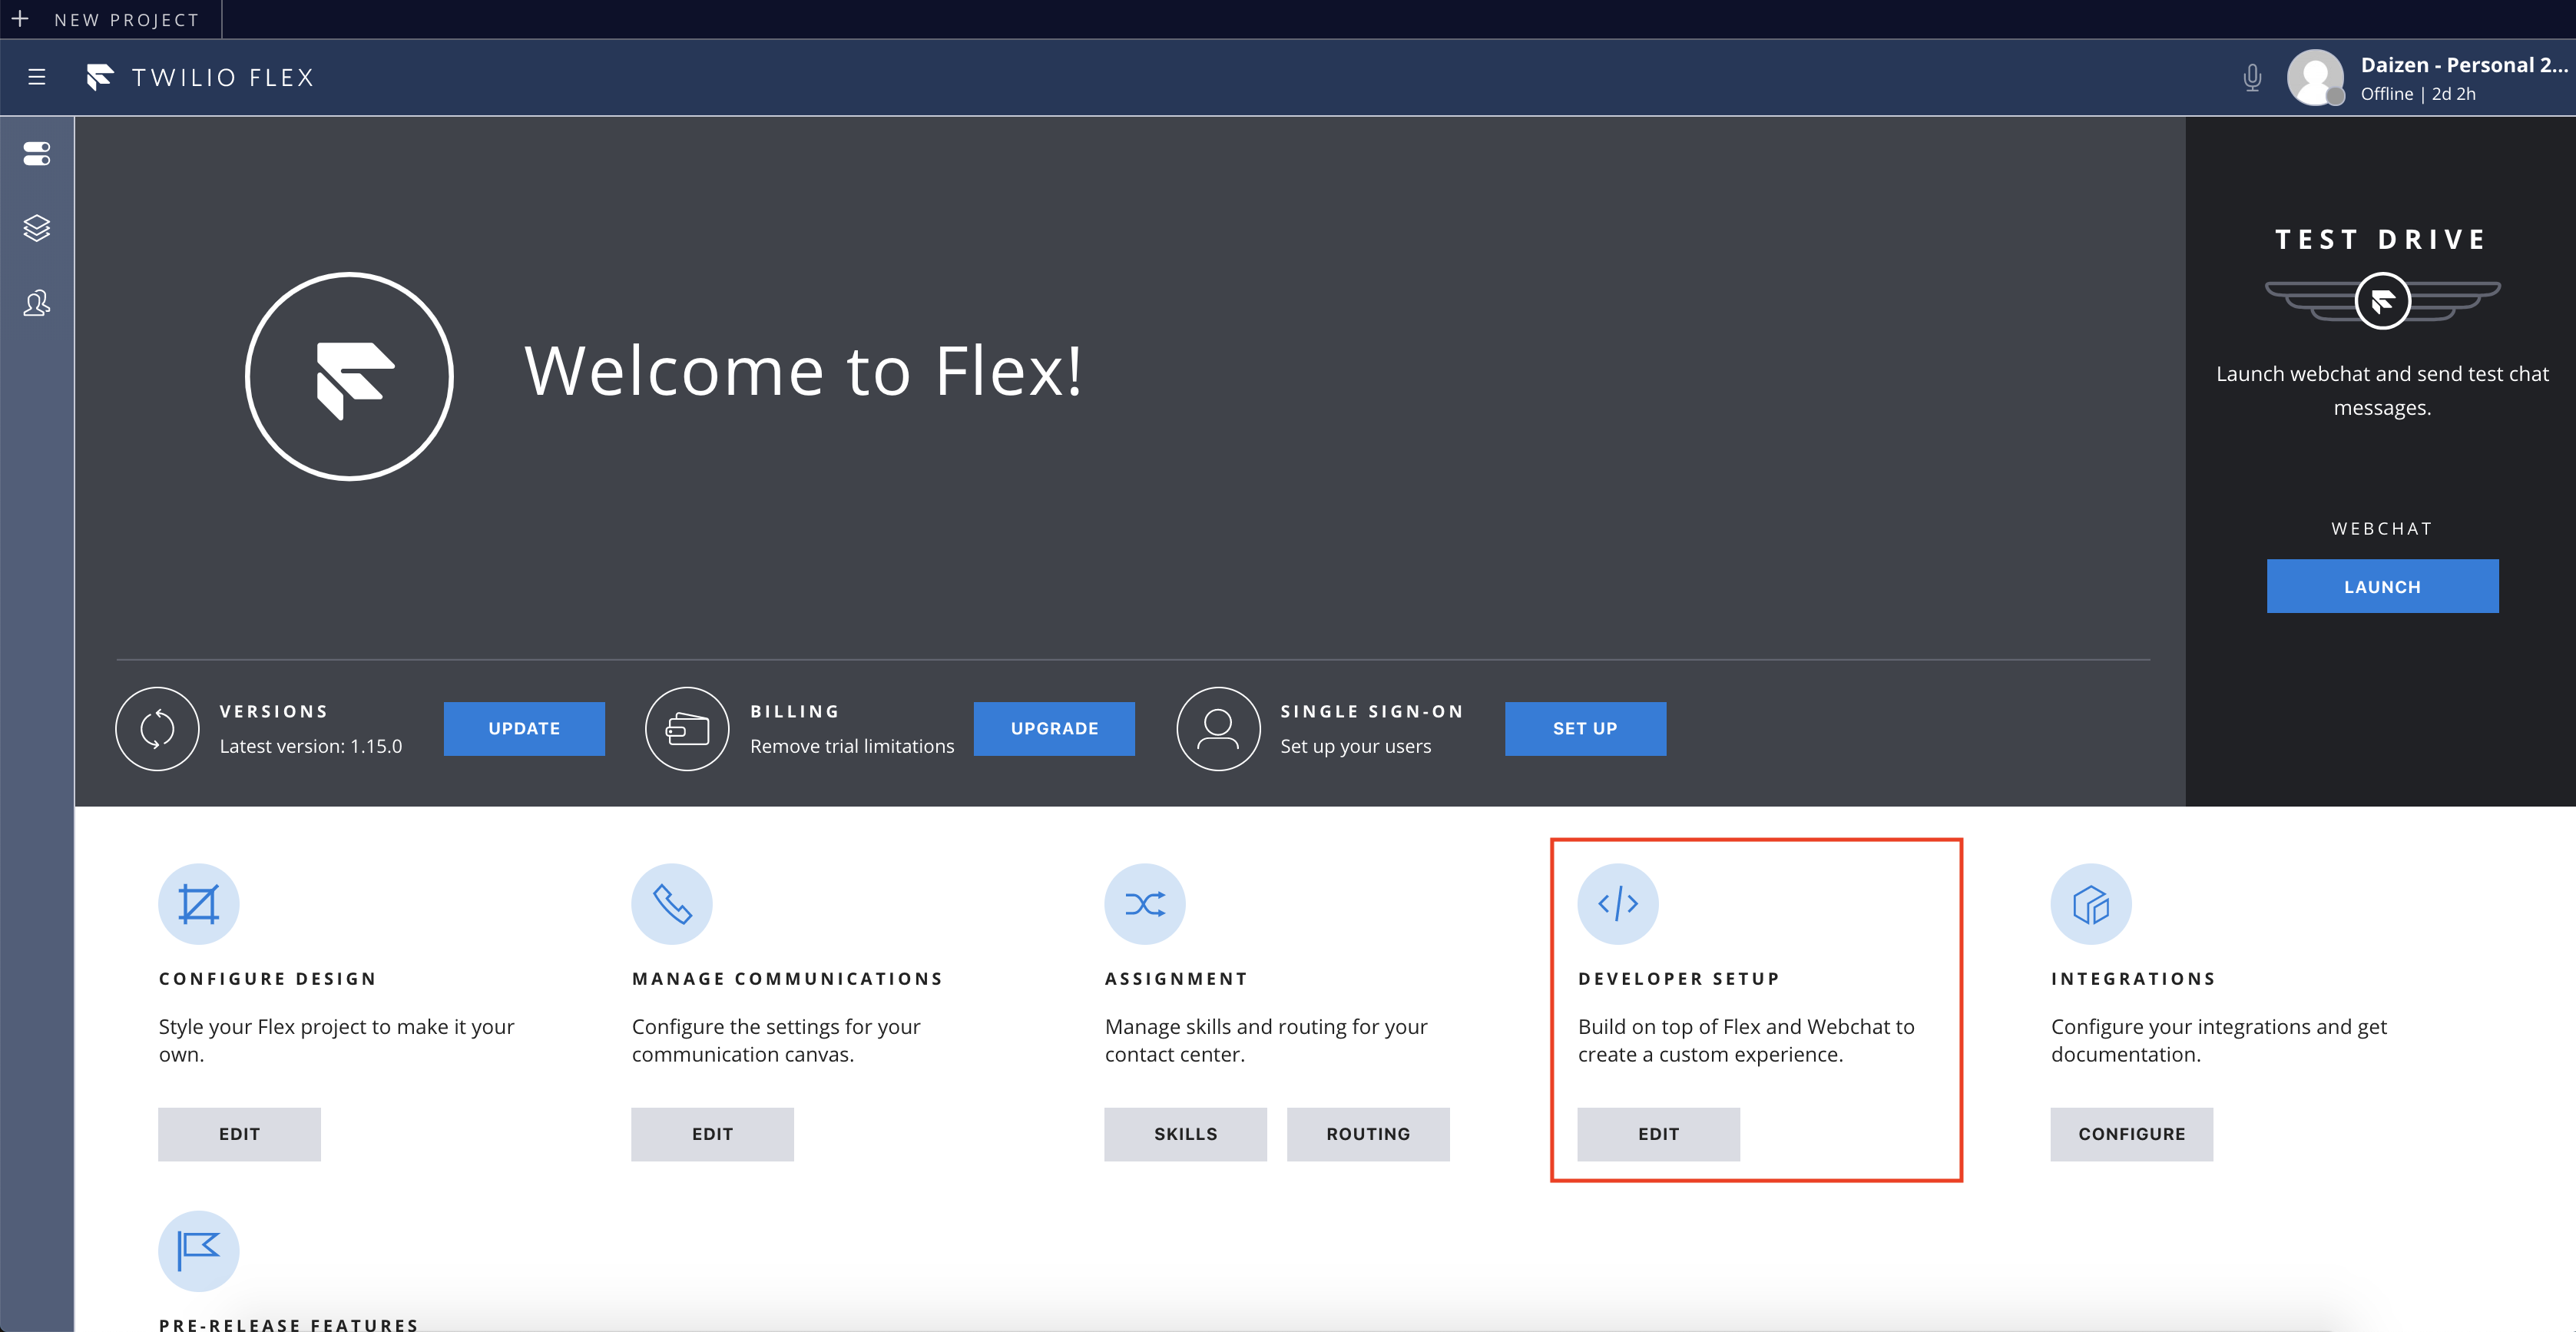 NEW PROJECT
TWILIO FLEX
Daizen - Personal 2...
Offline | 2d 2h
Welcome to Flex!
TEST DRIVE
Launch webchat and send test chat
messages.
WEBCHAT
LAUNCH
VERSIONS
Latest version: 1.15.0
UPDATE
BILLING
Remove trial limitations
UPGRADE
SINGLE SIGN-ON
Set up your users
SET UP
CONFIGURE DESIGN
Style your Flex project to make it your
own.
EDIT
MANAGE COMMUNICATIONS
Configure the settings for your
communication canvas.
EDIT
ASSIGNMENT
Manage skills and routing for your
contact center.
SKILLS
ROUTING
DEVELOPER SETUP
Build on top of Flex and Webchat to
create a custom experience.
EDIT
INTEGRATIONS
Configure your integrations and get
documentation.
CONFIGURE
PRE-RELEASE FEATURES